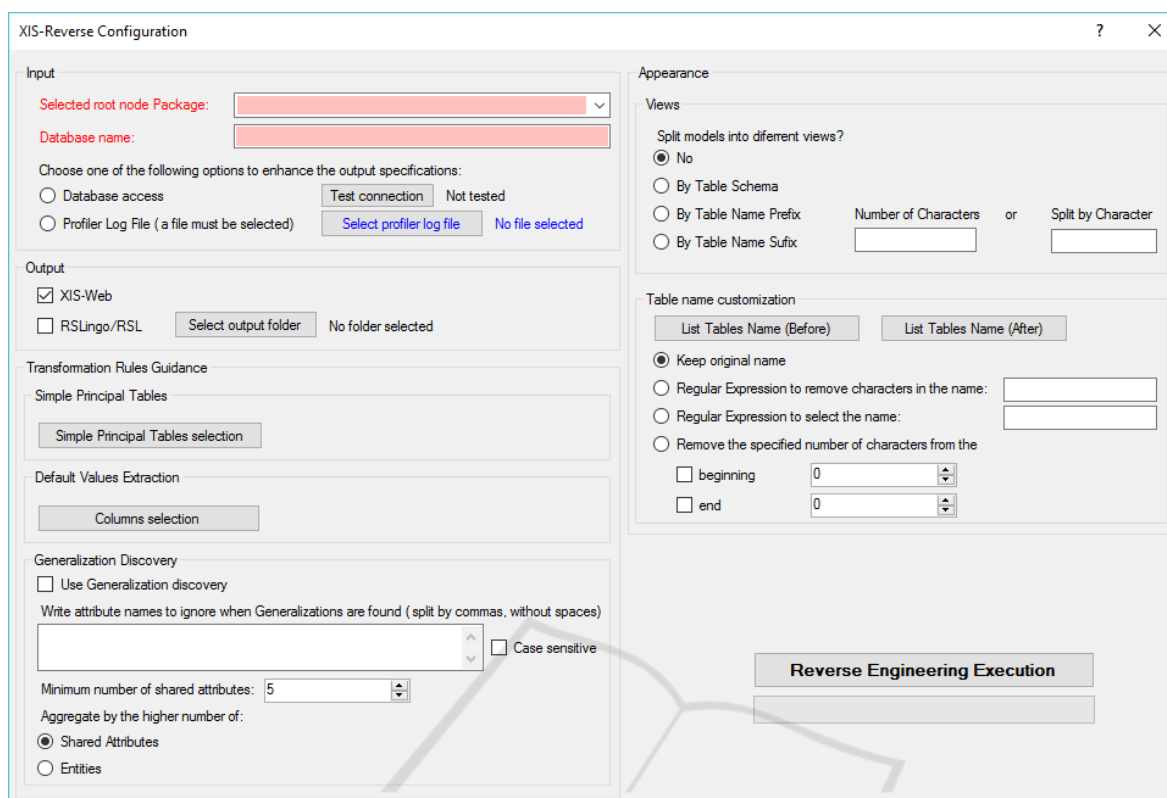 XIS-Reverse Configuration
?
Input
Selected root node Package:
Database name:
Choose one of the following options to enhance the output specifications:
Database access Test connection Not tested
Profiler Log File ( a file must be selected) Select profiler log file No file selected
Output
XIS-Web
RSLingo/RSL Select output folder No folder selected
Transformation Rules Guidance
Simple Principal Tables
Simple Principal Tables selection
Default Values Extraction
Columns selection
Generalization Discovery
Use Generalization discovery
Write attribute names to ignore when Generalizations are found ( split by commas, without spaces)
Case sensitive
Minimum number of shared attributes: 5
Aggregate by the higher number of:
Shared Attributes
Entities
Appearance
Views
Split models into diferrent views?
No
By Table Schema
By Table Name Prefix Number of Characters or Split by Character
By Table Name Sufix
Table name customization
List Tables Name (Before) List Tables Name (After)
Keep original name
Regular Expression to remove characters in the name:
Regular Expression to select the name:
Remove the specified number of characters from the
beginning 0
end 0
Reverse Engineering Execution